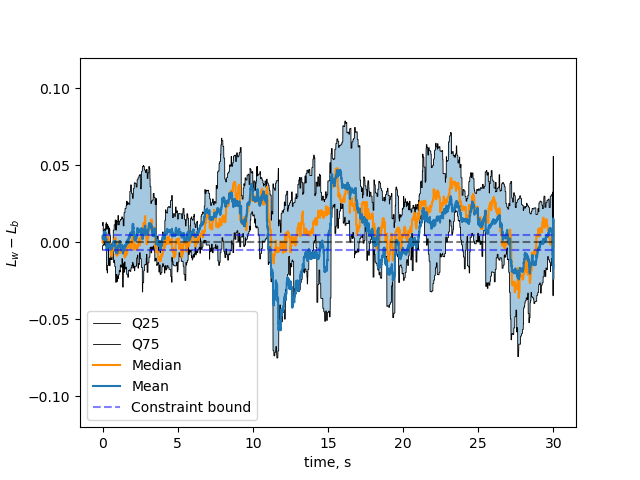 0.10
0.05
0.00
−0.05
−0.10
L_w − L_b
Q25
Q75
Median
Mean
Constraint bound
0 5 10 15 20 25 30
time, s